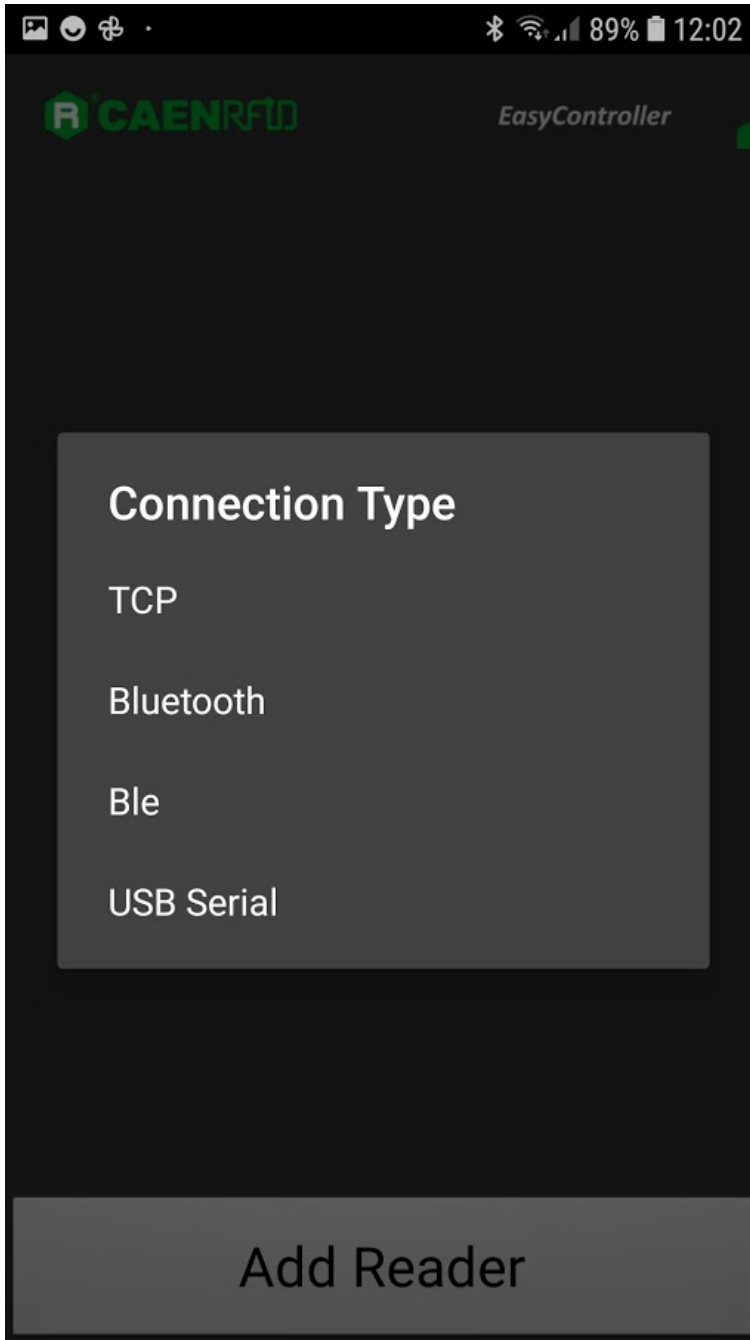 89% 12:02
R CAENRFID
EasyController
Connection Type
TCP
Bluetooth
Ble
USB Serial
Add Reader